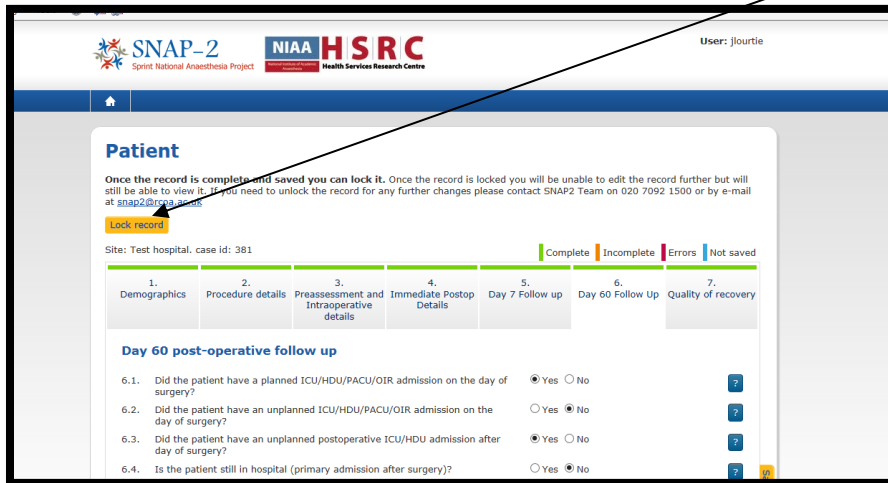 SNAP-2
Sprint National Anaesthesia Project
NIAA
HSRC
Health Services Research Centre
User: jlourtie
Patient
Once the record is complete and saved you can lock it. Once the record is locked you will be unable to edit the record further but will
still be able to view it. If you need to unlock the record for any further changes please contact SNAP2 Team on 020 7092
1500 or by e-mail
at snap2@rcoa.ac.uk
Lock record
Site: Test hospital. case id: 381
Complete
Incomplete
Errors
Not saved
1.
Demographics
2.
Procedure details
3.
Preassessment and
Intraoperative
details
4.
Immediate Postop
Details
5.
Day 7 Follow up
6.
Day 60 Follow Up
7.
Quality of recovery
Day 60 post-operative follow up
6.1. Did the patient have a planned ICU/HDU/PACU/OIR admission on the day of
surgery?
Yes No
?
6.2. Did the patient have an unplanned ICU/HDU/PACU/OIR admission on the
day of surgery?
Yes No
?
6.3. Did the patient have an unplanned postoperative ICU/HDU admission after
day of surgery?
Yes No
?
6.4. Is the patient still in hospital (primary admission after surgery)?
Yes No
?